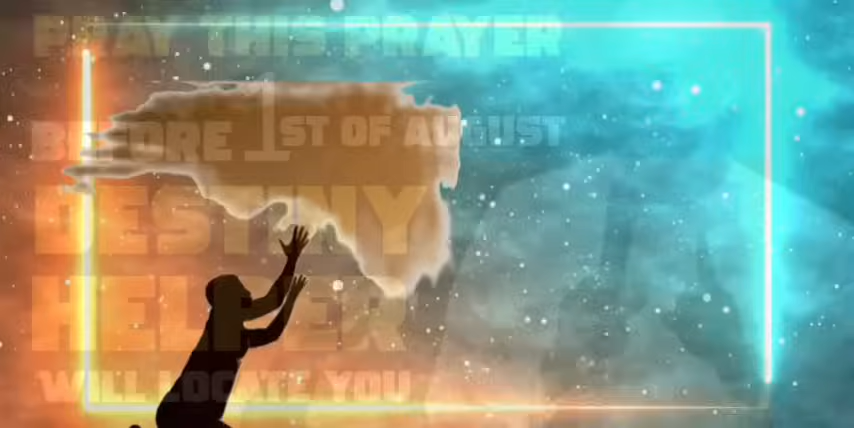 PRAY THIS PRAYER
BEFORE 1ST OF AUGUST
DESTINY
HELPER
WILL LOCATE YOU